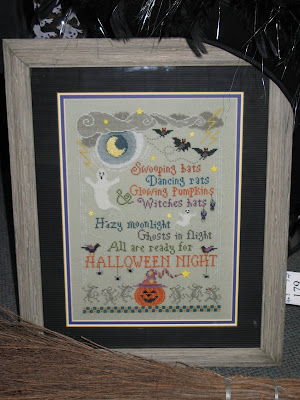 Swooping bats
Dancing rats
Glowing Pumpkins
& Witches hats
Hazy moonlight
Ghosts in flight
All are ready for
HALLOWEEN NIGHT
179